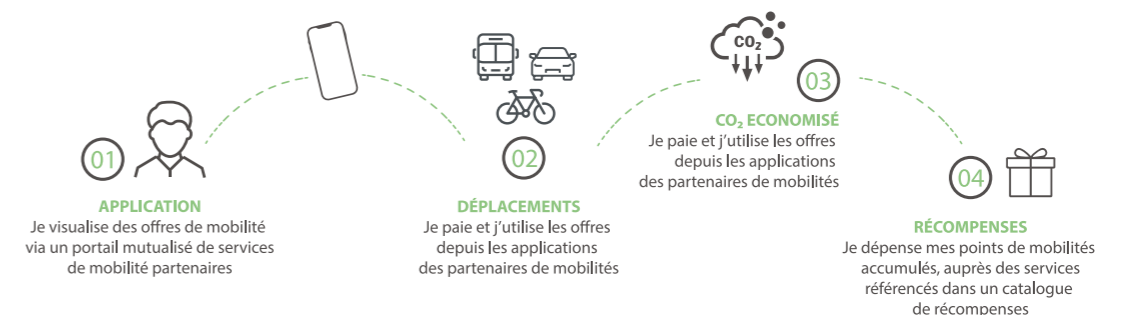 01
APPLICATION
Je visualise des offres de mobilité
via un portail mutualisé de services
de mobilité partenaires
02
DÉPLACEMENTS
Je paie et j'utilise les offres
depuis les applications
des partenaires de mobilités
CO₂
03
CO₂ ECONOMISÉ
Je paie et j'utilise les offres
depuis les applications
des partenaires de mobilités
04
RÉCOMPENSES
Je dépense mes points de mobilités
accumulés, auprès des services
référencés dans un catalogue
de récompenses